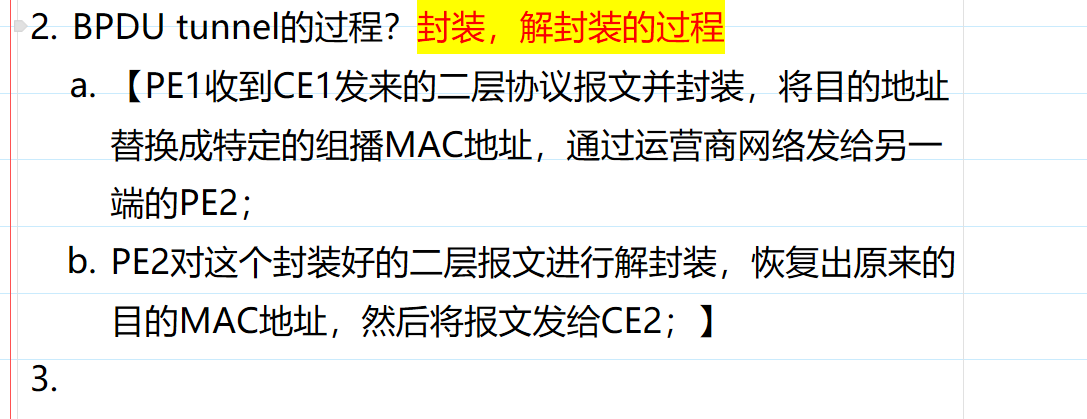 2. BPDU tunnel的过程？封装，解封装的过程
a. 【PE1收到CE1发来的二层协议报文并封装，将目的地址
替换成特定的组播MAC地址，通过运营商网络发给另一
端的PE2；
b. PE2对这个封装好的二层报文进行解封装，恢复出原来的
目的MAC地址，然后将报文发给CE2；】
3.